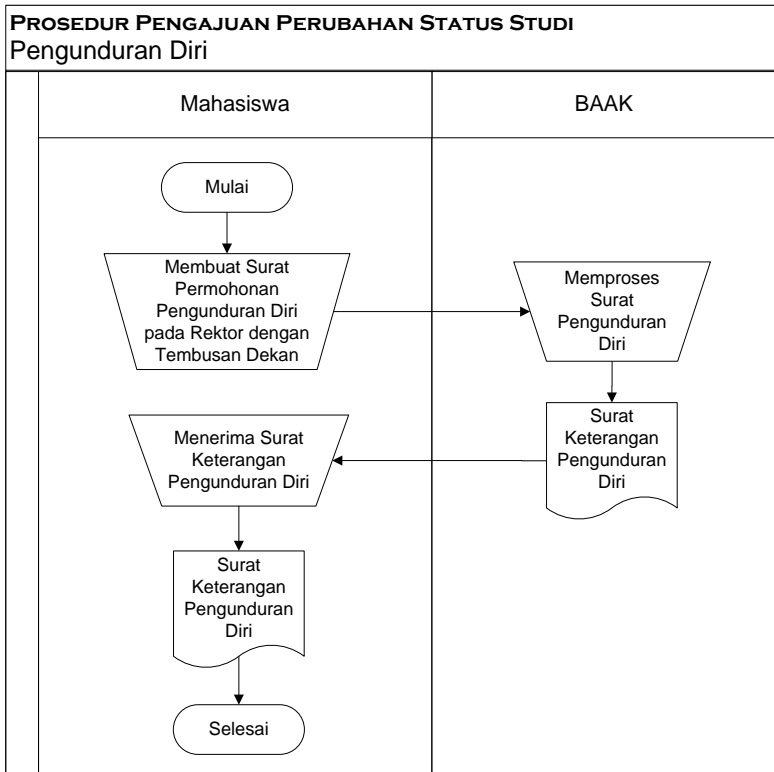 PROSEDUR PENGAJUAN PERUBAHAN STATUS STUDI
Pengunduran Diri
Mahasiswa
BAAK
Mulai
Membuat Surat
Permohonan
Pengunduran Diri
pada Rektor dengan
Tembusan Dekan
Memproses
Surat
Pengunduran
Diri
Surat
Keterangan
Pengunduran
Diri
Menerima Surat
Keterangan
Pengunduran Diri
Surat
Keterangan
Pengunduran
Diri
Selesai